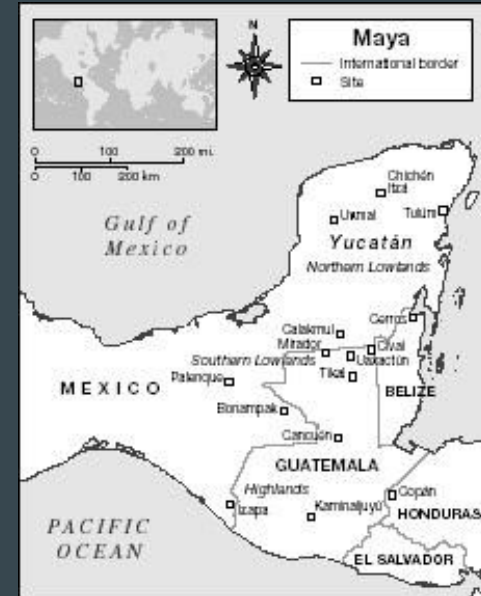 N
Maya
International border
Site
0 100 200 mi.
0 100 200 km
Chichén
Itzá
Uxmal
Tulúm
Gulf of
Mexico
Yucatán
Northern Lowlands
Cerros
Calakmul
Mirador
Cival
Uaxactún
Southern Lowlands
Tikal
Palenque
MEXICO
BELIZE
Bonampak
Cancuén
GUATEMALA
Highlands
Copán
Izapa
Kaminaljuyú
HONDURAS
PACIFIC
OCEAN
EL SALVADOR